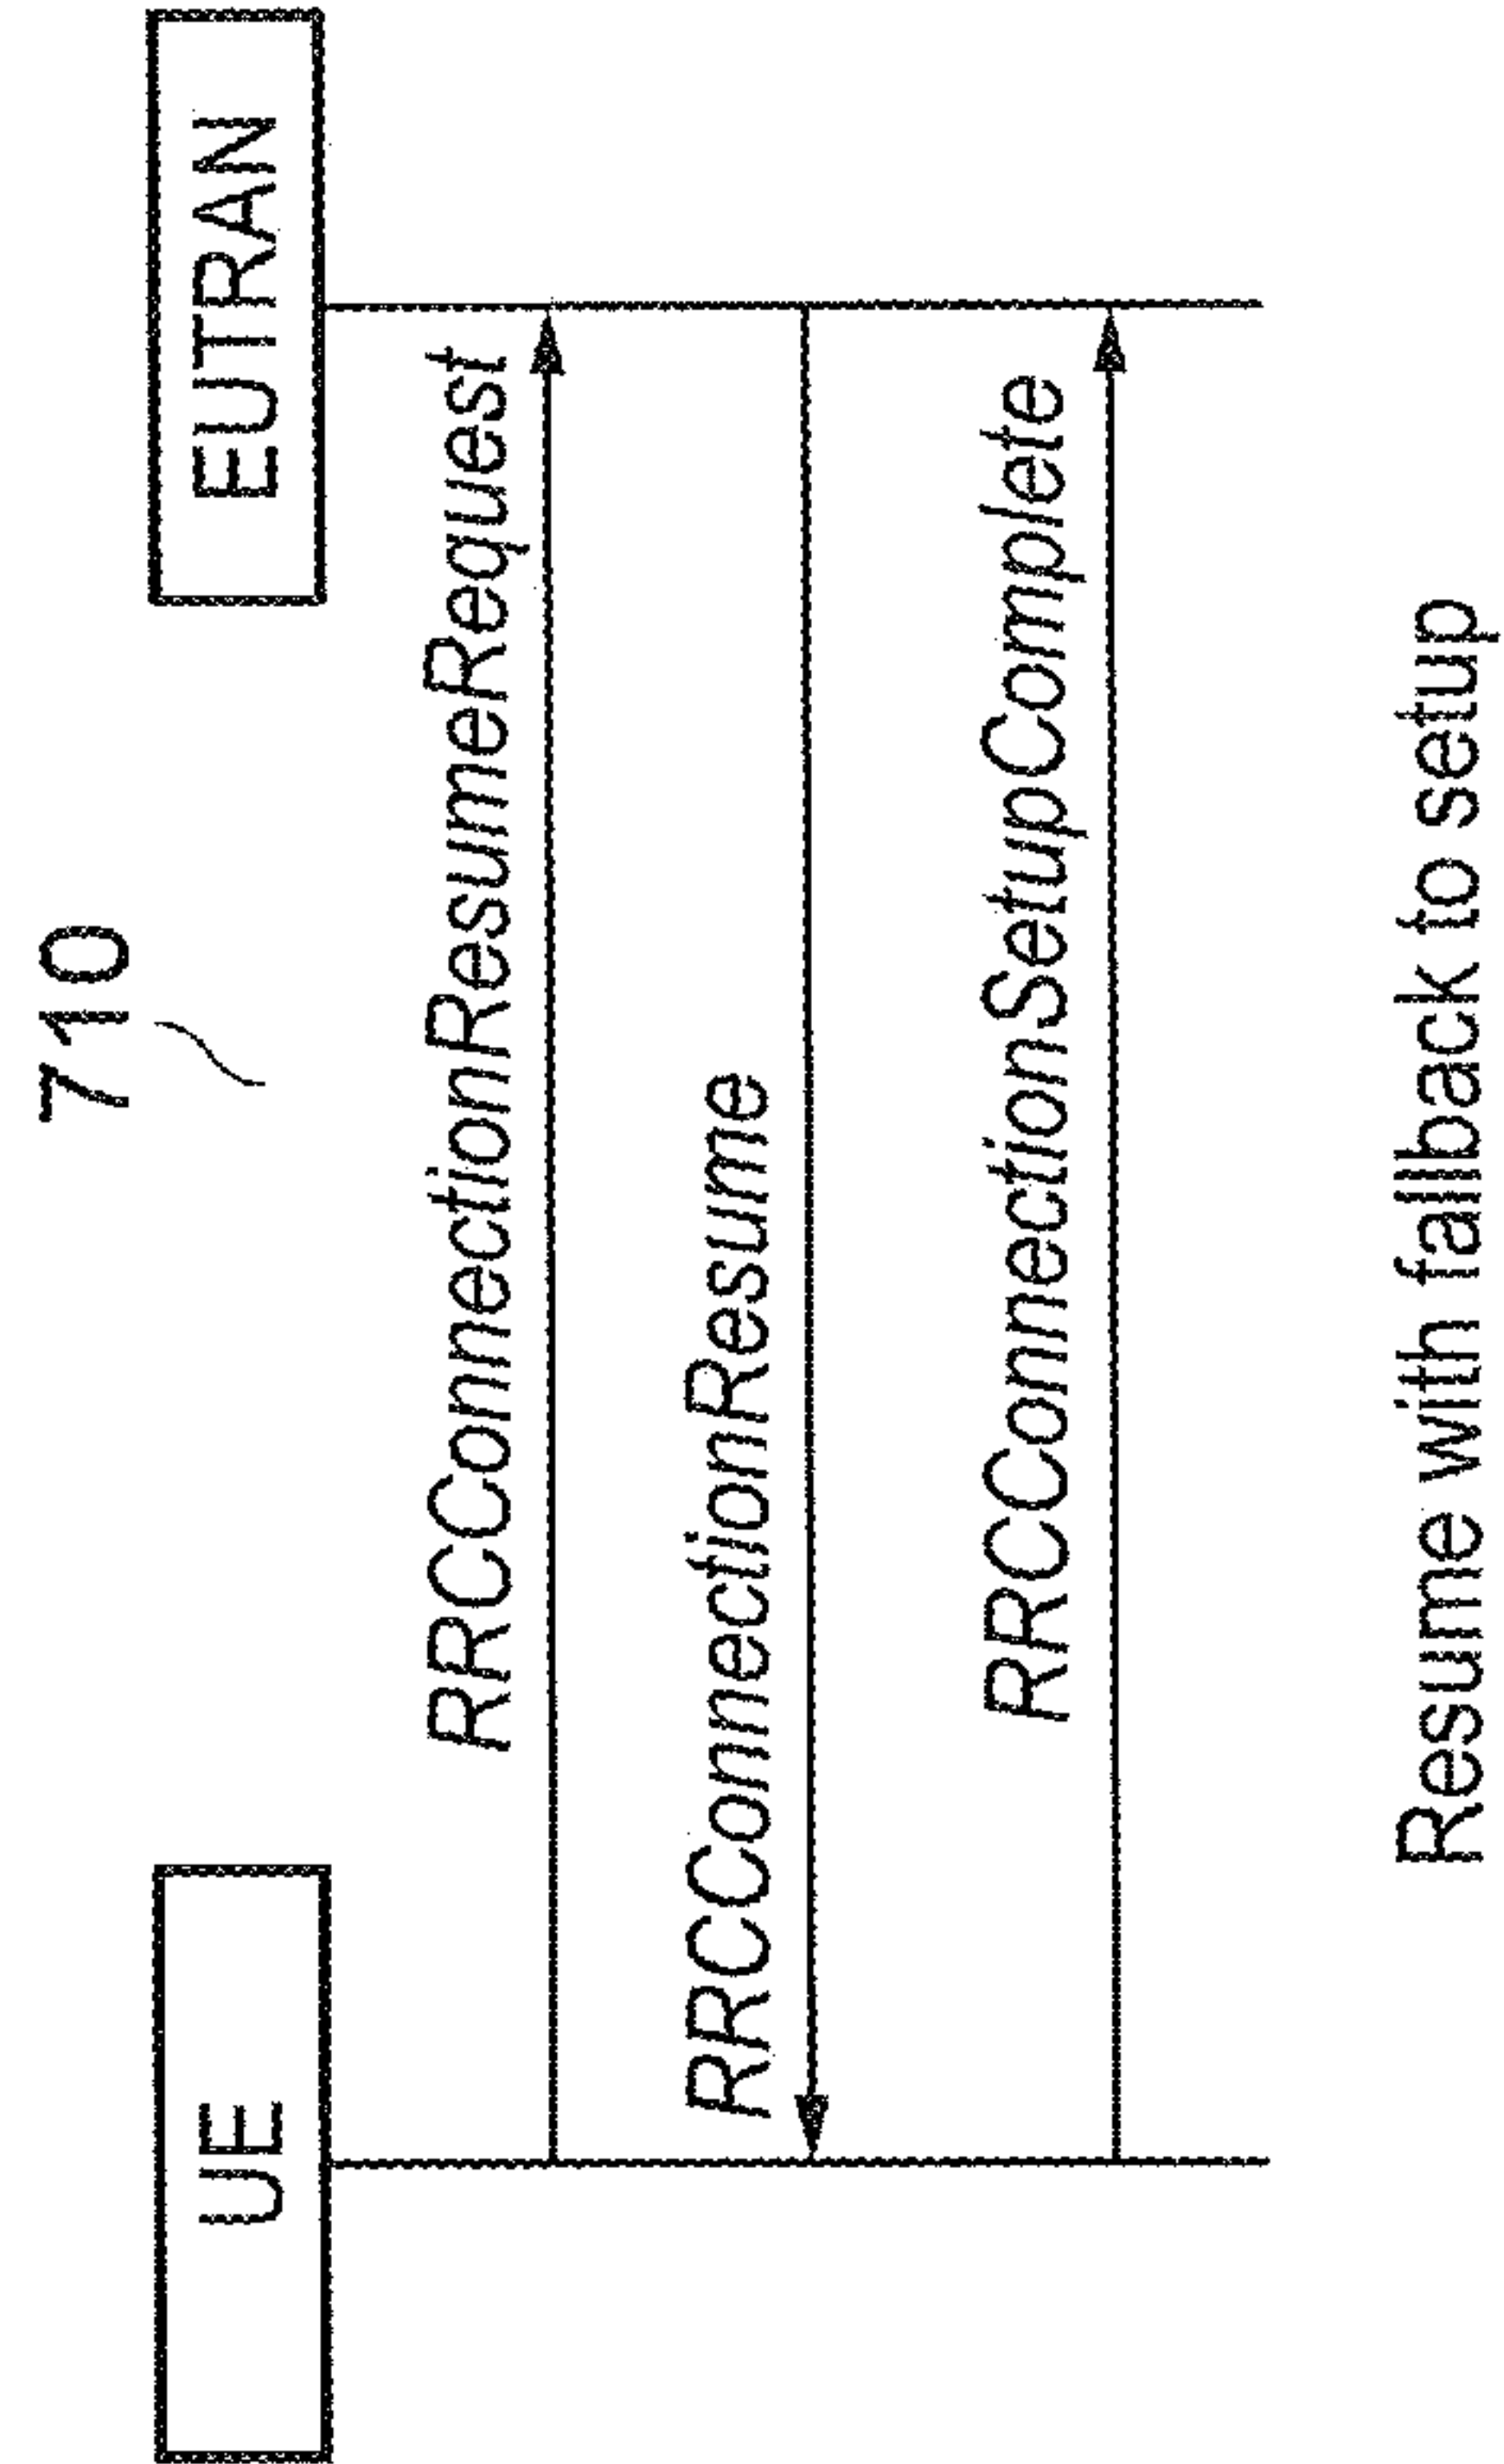 710
UE
EUTRAN
RRCConnectionResumeRequest
RRCConnectionResume
RRCConnectionSetupComplete
Resume with fallback to setup